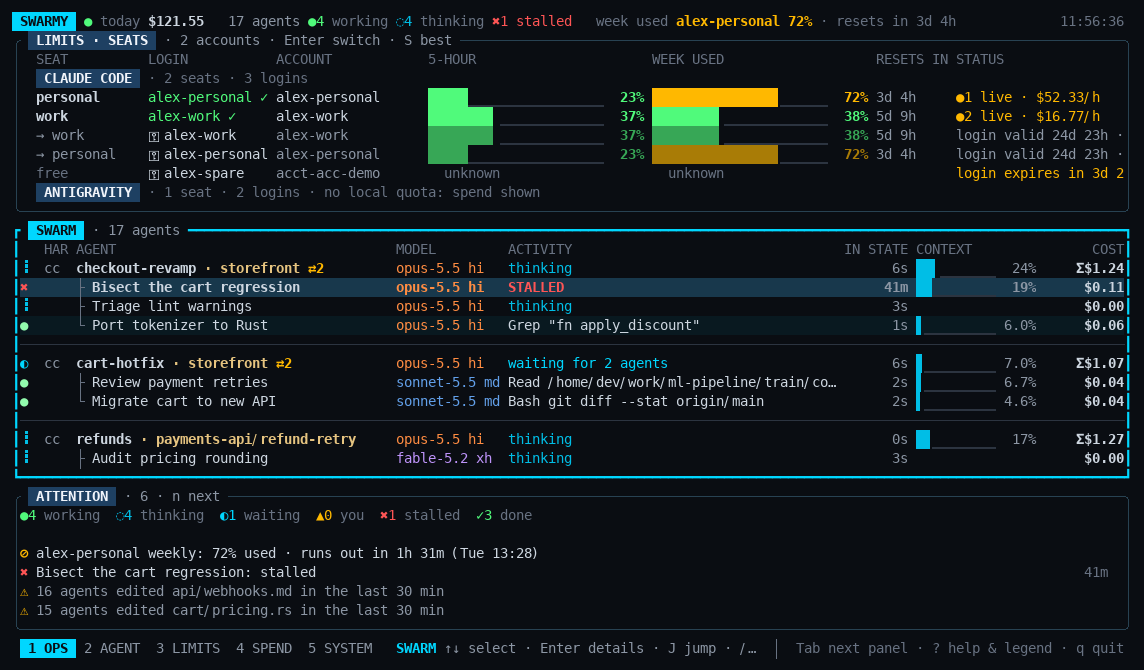 SWARMY ● today $121.55 17 agents ●4 working ◌4 thinking ✖1 stalled week used alex-personal 72% · resets in 3d 4h 11:56:36
LIMITS · SEATS · 2 accounts · Enter switch · S best
SEAT LOGIN ACCOUNT 5-HOUR WEEK USED RESETS IN STATUS
CLAUDE CODE · 2 seats · 3 logins
personal alex-personal ✓ alex-personal 23% 72% 3d 4h ●1 live · $52.33/h
work alex-work ✓ alex-work 37% 38% 5d 9h ●2 live · $16.77/h
→ work ⚿ alex-work alex-work 37% 38% 5d 9h login valid 24d 23h ·
→ personal ⚿ alex-personal alex-personal 23% 72% 3d 4h login valid 24d 23h ·
free ⚿ alex-spare acct-acc-demo unknown unknown login expires in 3d 2
ANTIGRAVITY · 1 seat · 2 logins · no local quota: spend shown
SWARM · 17 agents
HAR AGENT MODEL ACTIVITY IN STATE CONTEXT COST
⡇ cc checkout-revamp · storefront ⇄2 opus-5.5 hi thinking 6s 24% Σ$1.24
✖ ├ Bisect the cart regression opus-5.5 hi STALLED 41m 19% $0.11
⡇ ├ Triage lint warnings opus-5.5 hi thinking 3s $0.00
● └ Port tokenizer to Rust opus-5.5 hi Grep "fn apply_discount" 1s 6.0% $0.06
◐ cc cart-hotfix · storefront ⇄2 opus-5.5 hi waiting for 2 agents 6s 7.0% Σ$1.07
● ├ Review payment retries sonnet-5.5 md Read /home/dev/work/ml-pipeline/train/co… 2s 6.7% $0.04
● └ Migrate cart to new API sonnet-5.5 md Bash git diff --stat origin/main 2s 4.6% $0.04
⡇ cc refunds · payments-api/refund-retry opus-5.5 hi thinking 0s 17% Σ$1.27
⡇ ├ Audit pricing rounding fable-5.2 xh thinking 3s $0.00
ATTENTION · 6 · n next
●4 working ◌4 thinking ◐1 waiting ▲0 you ✖1 stalled ✓3 done
⊘ alex-personal weekly: 72% used · runs out in 1h 31m (Tue 13:28)
✖ Bisect the cart regression: stalled 41m
⚠ 16 agents edited api/webhooks.md in the last 30 min
⚠ 15 agents edited cart/pricing.rs in the last 30 min
1 OPS 2 AGENT 3 LIMITS 4 SPEND 5 SYSTEM SWARM ↑↓ select · Enter details · J jump · /… │ Tab next panel · ? help & legend · q quit